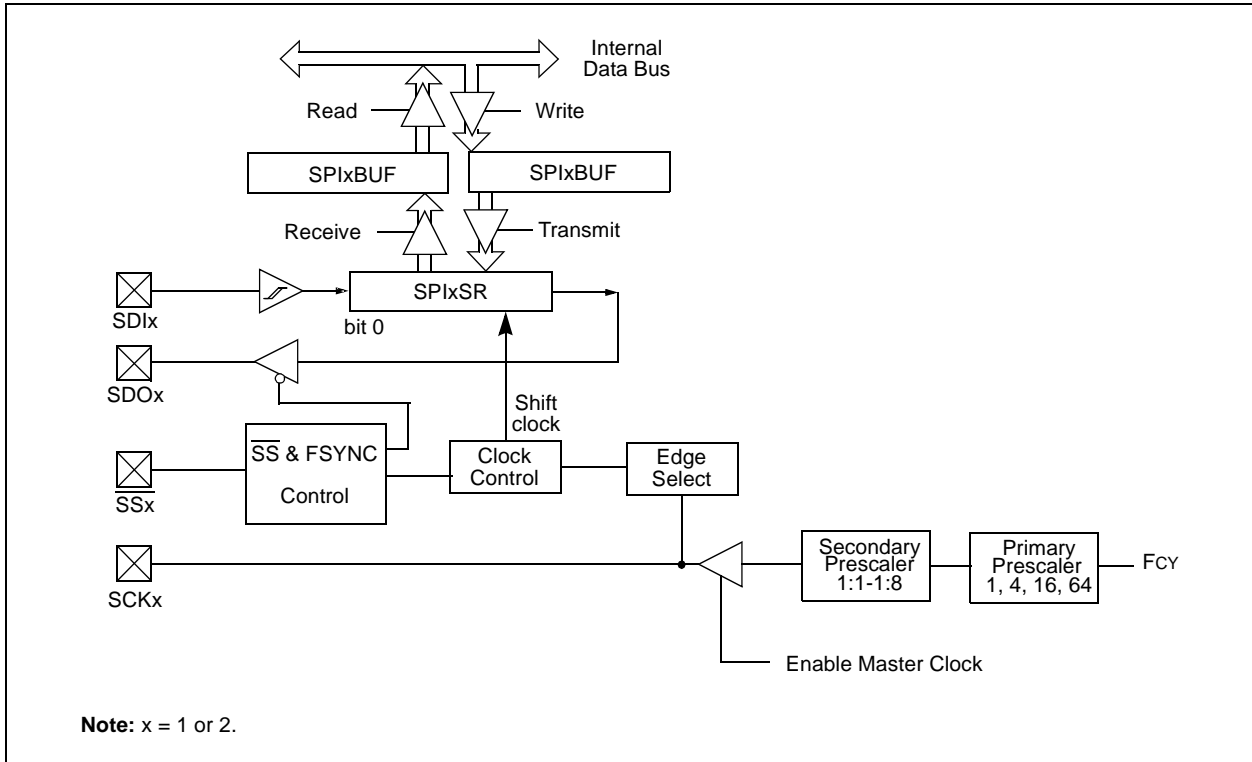 Internal
Data Bus
Read
Write
SPIxBUF
SPIxBUF
Receive
Transmit
SPIxSR
SDIx
bit 0
SDOx
Shift
clock
SS & FSYNC
Control
Clock
Control
Edge
Select
SSx
Secondary
Prescaler
1:1-1:8
Primary
Prescaler
1, 4, 16, 64
FCY
SCKx
Enable Master Clock
Note: x = 1 or 2.